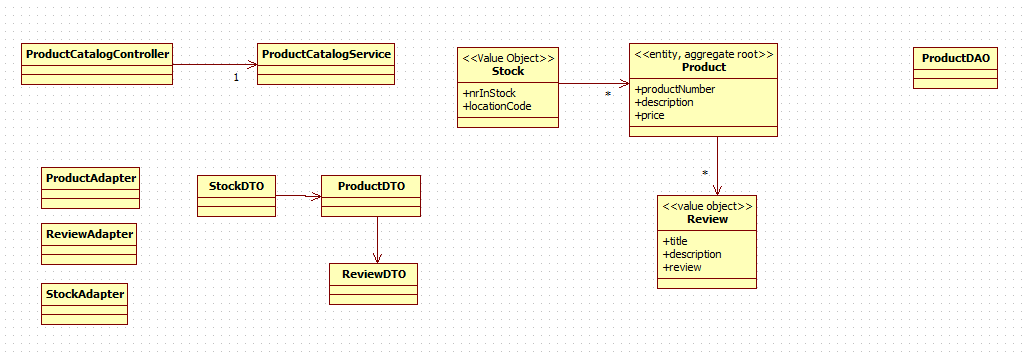 ProductCatalogController
ProductCatalogService
1
<<Value Object>>
Stock
+nrInStock
+locationCode
*
<<entity, aggregate root>>
Product
+productNumber
+description
+price
*
ProductDAO
ProductAdapter
ReviewAdapter
StockAdapter
StockDTO
ProductDTO
ReviewDTO
<<value object>>
Review
+title
+description
+review